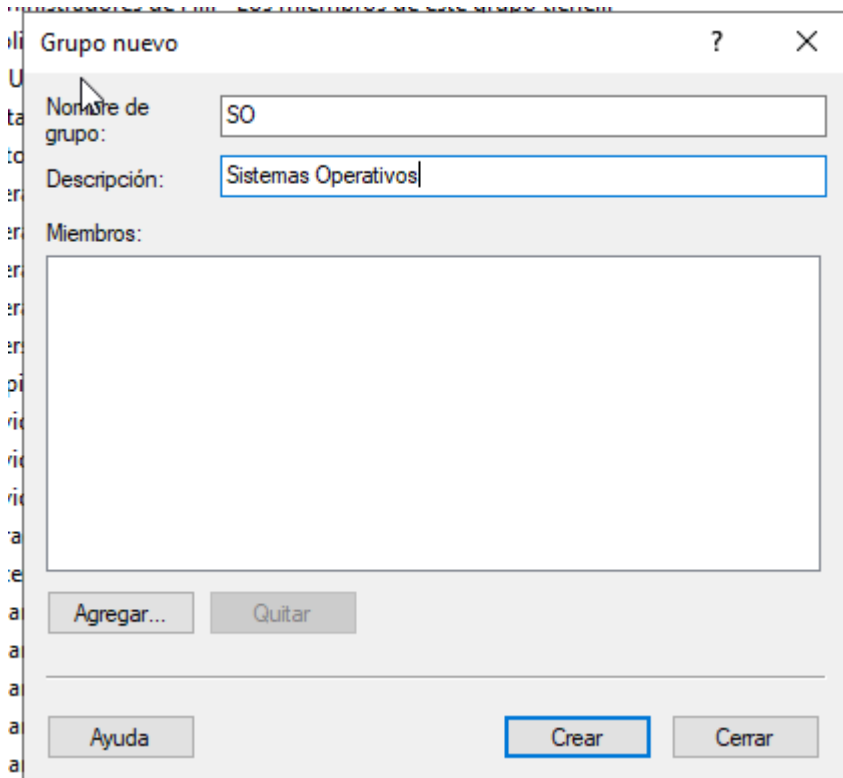 Grupo nuevo
?
Nombre de
grupo:
SO
Descripción:
Sistemas Operativos
Miembros:
Agregar...
Quitar
Ayuda
Crear
Cerrar